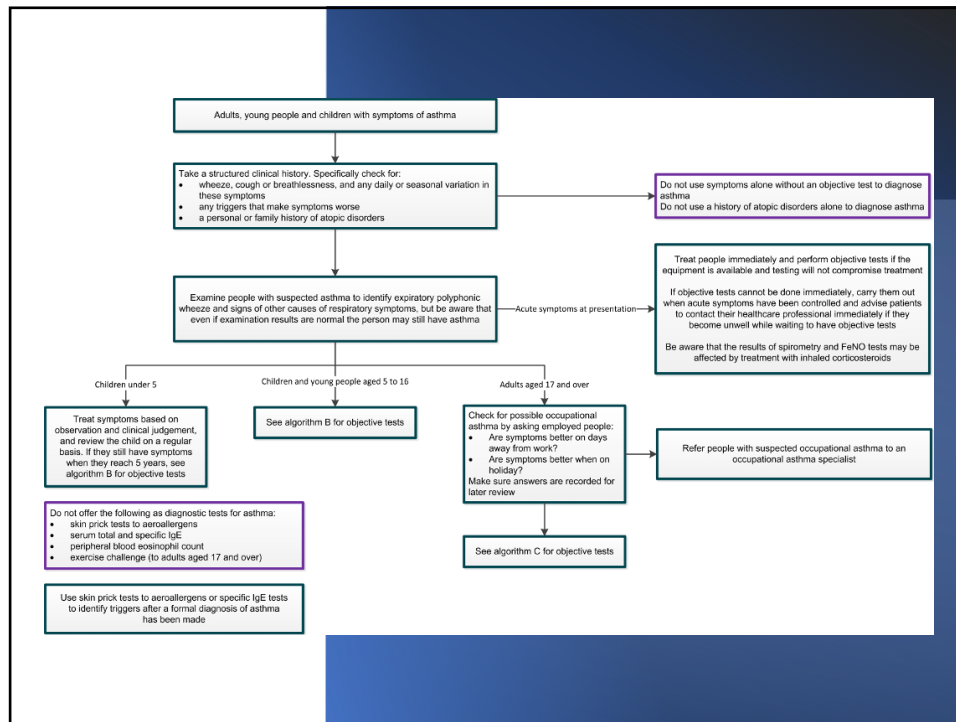 Adults, young people and children with symptoms of asthma
Take a structured clinical history. Specifically check for:
• wheeze, cough or breathlessness, and any daily or seasonal variation in
these symptoms
• any triggers that make symptoms worse
• a personal or family history of atopic disorders
Do not use symptoms alone without an objective test to diagnose
asthma
Do not use a history of atopic disorders alone to diagnose asthma
Examine people with suspected asthma to identify expiratory polyphonic
wheeze and signs of other causes of respiratory symptoms, but be aware that
even if examination results are normal the person may still have asthma
Acute symptoms at presentation
Treat people immediately and perform objective tests if the
equipment is available and testing will not compromise treatment
If objective tests cannot be done immediately, carry them out
when acute symptoms have been controlled and advise patients
to contact their healthcare professional immediately if they
become unwell while waiting to have objective tests
Be aware that the results of spirometry and FeNO tests may be
affected by treatment with inhaled corticosteroids
Children under 5
Children and young people aged 5 to 16
Adults aged 17 and over
Treat symptoms based on
observation and clinical judgement,
and review the child on a regular
basis. If they still have symptoms
when they reach 5 years, see
algorithm B for objective tests
See algorithm B for objective tests
Check for possible occupational
asthma by asking employed people:
• Are symptoms better on days
away from work?
• Are symptoms better when on
holiday?
Make sure answers are recorded for
later review
Refer people with suspected occupational asthma to an
occupational asthma specialist
Do not offer the following as diagnostic tests for asthma:
• skin prick tests to aeroallergens
• serum total and specific IgE
• peripheral blood eosinophil count
• exercise challenge (to adults aged 17 and over)
See algorithm C for objective tests
Use skin prick tests to aeroallergens or specific IgE tests
to identify triggers after a formal diagnosis of asthma
has been made